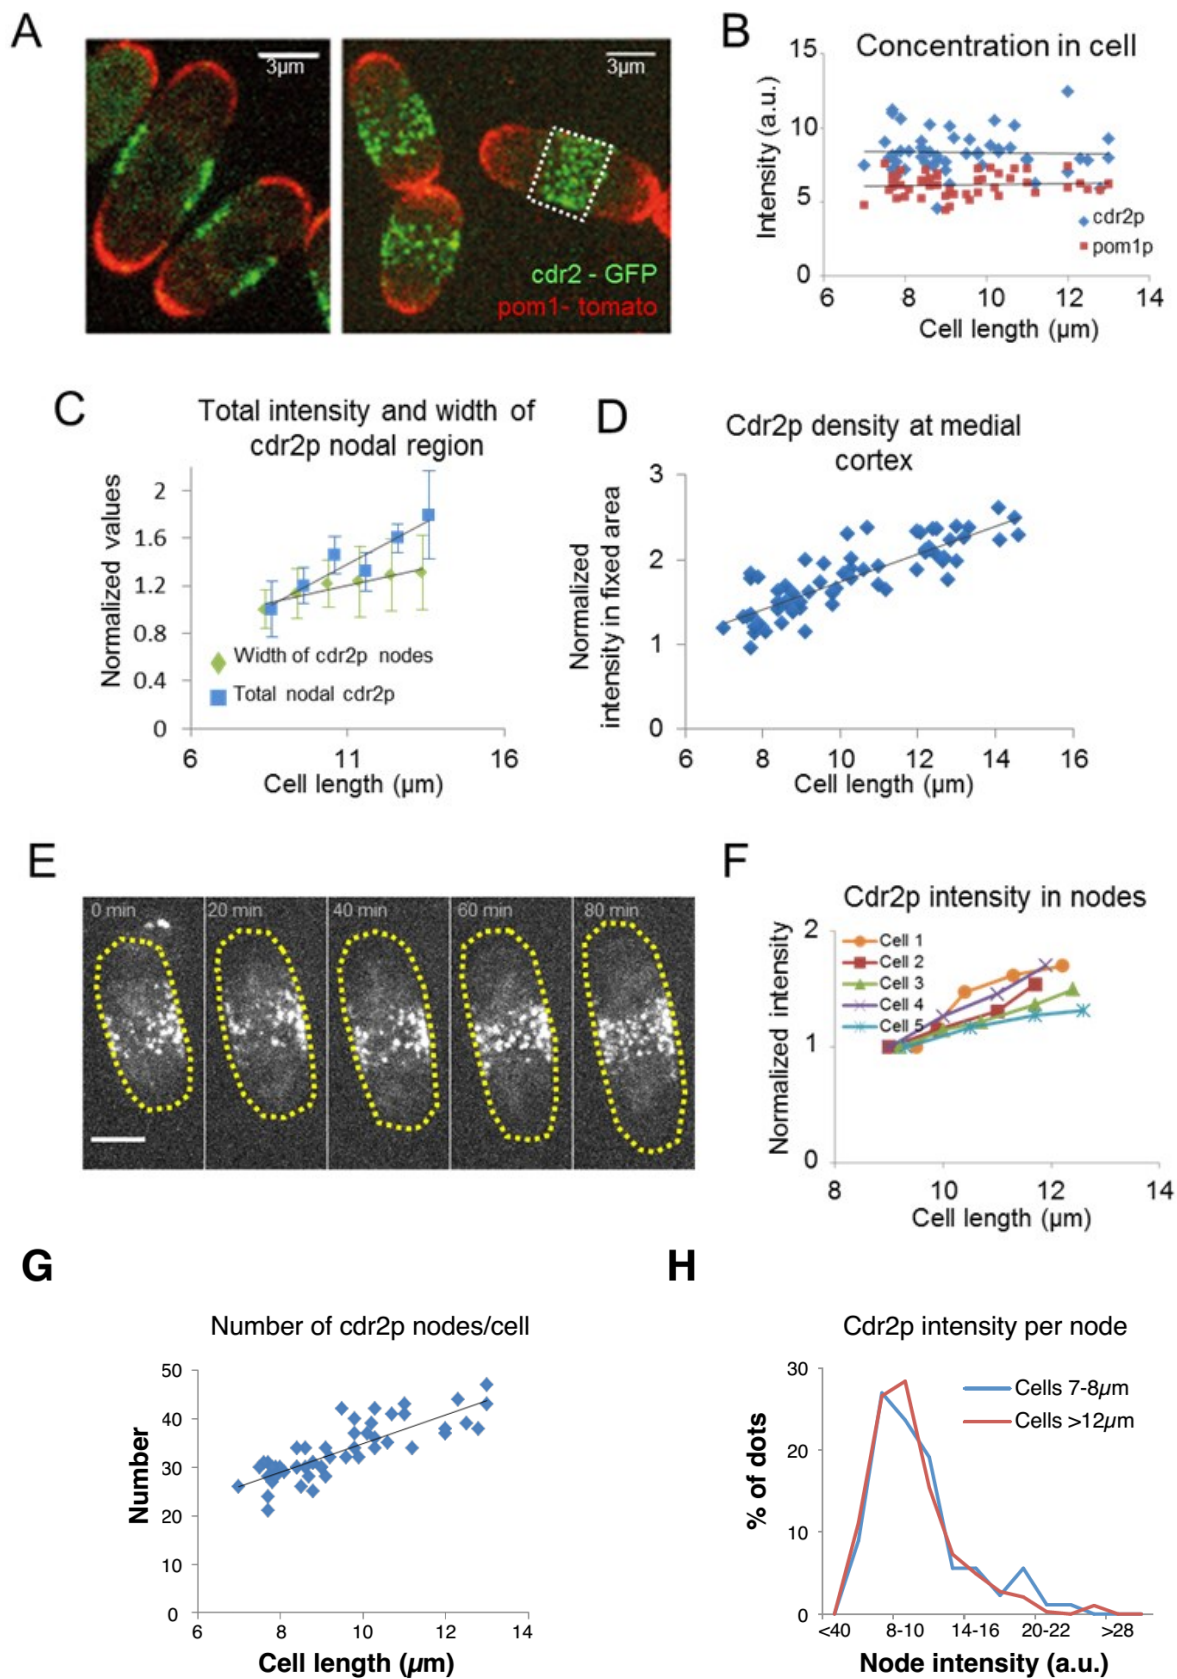 A
3µm
3µm
cdr2 - GFP
pom1- tomato
B
Concentration in cell
Intensity (a.u.)
15
10
5
0
6 8 10 12 14
Cell length (µm)
cdr2p
pom1p
C
Total intensity and width of
cdr2p nodal region
Normalized values
2
1.6
1.2
0.8
0.4
0
6 11 16
Cell length (µm)
Width of cdr2p nodes
Total nodal cdr2p
D
Cdr2p density at medial
cortex
Normalized
intensity in fixed area
3
2
1
0
6 8 10 12 14 16
Cell length (µm)
E
0 min 20 min 40 min 60 min 80 min
F
Cdr2p intensity in nodes
Normalized intensity
2
1
0
Cell 1
Cell 2
Cell 3
Cell 4
Cell 5
8 10 12 14
Cell length (µm)
G
Number of cdr2p nodes/cell
Number
50
40
30
20
10
0
6 8 10 12 14
Cell length (µm)
H
Cdr2p intensity per node
% of dots
30
20
10
0
Cells 7-8µm
Cells >12µm
<40 8-10 14-16 20-22 >28
Node intensity (a.u.)